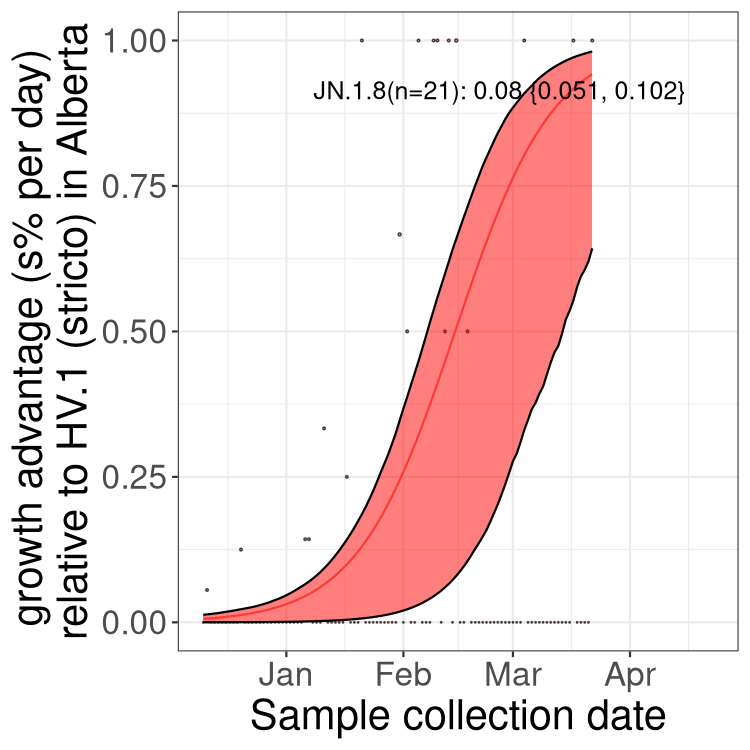 growth advantage (s% per day)
relative to HV.1 (stricto) in Alberta
1.00
JN.1.8(n=21): 0.08 {0.051, 0.102}
0.75
0.50
0.25
0.00
Jan Feb Mar Apr
Sample collection date